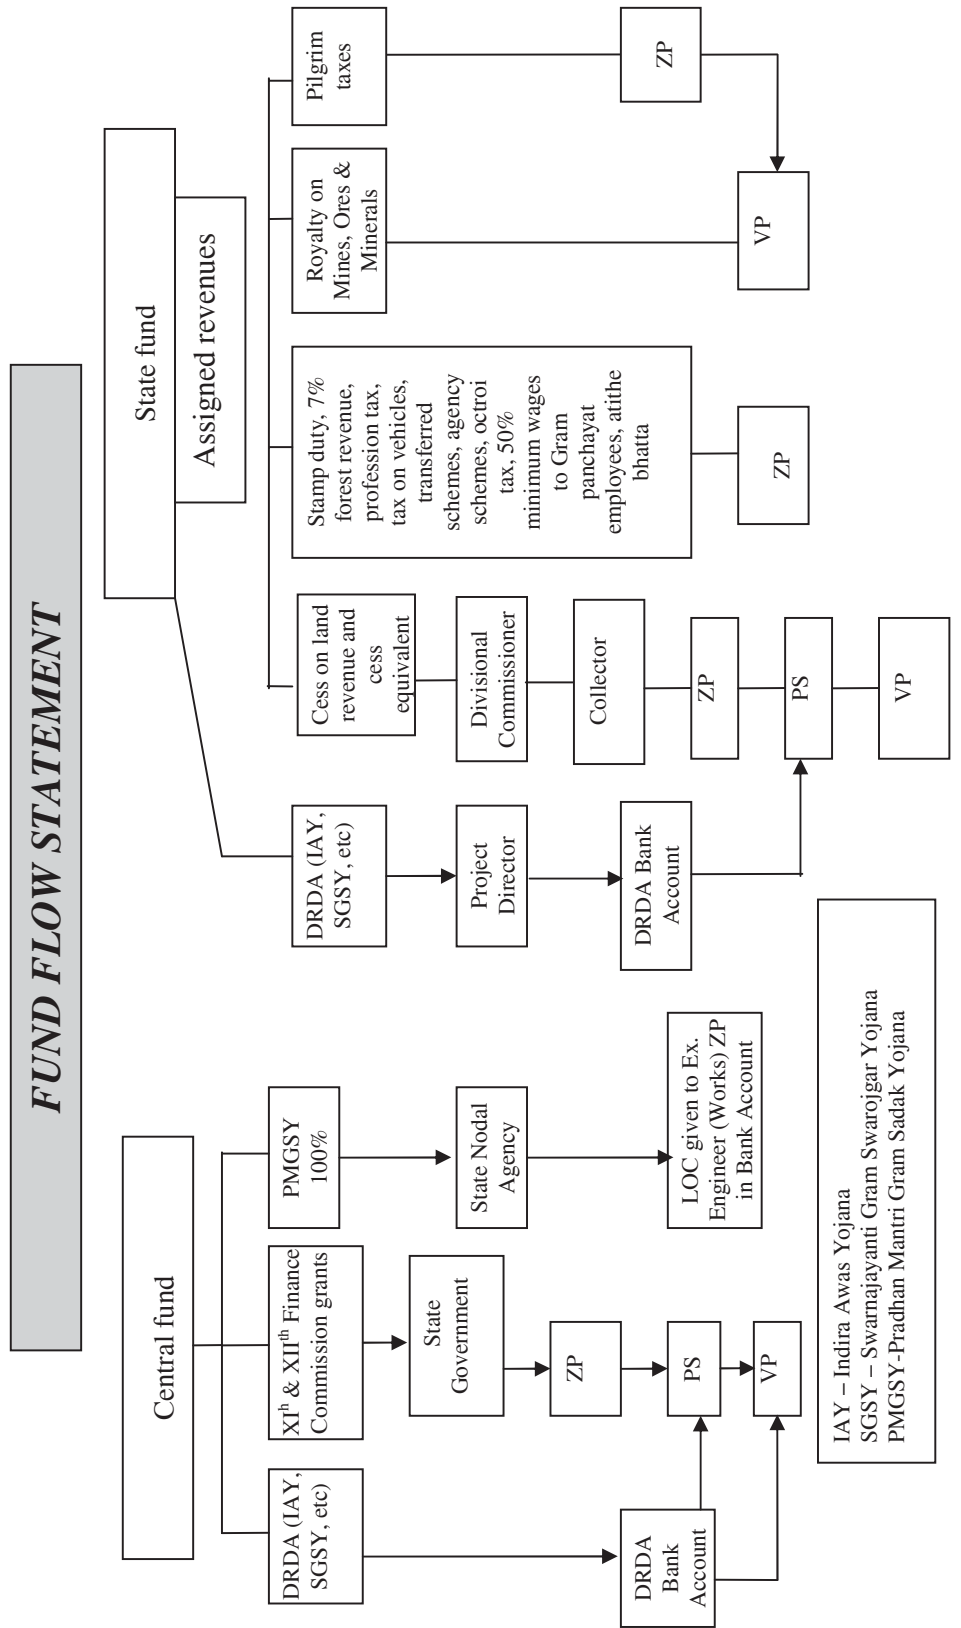 FUND FLOW STATEMENT
Central fund
DRDA (IAY,
SGSY, etc)
DRDA
Bank
Account
XIʰ & XIIᵗʰ Finance
Commission grants
State
Government
ZP
PS
VP
PMGSY
100%
State Nodal
Agency
LOC given to Ex.
Engineer (Works) ZP
in Bank Account
State fund
Assigned revenues
DRDA (IAY,
SGSY, etc)
Project
Director
DRDA Bank
Account
Cess on land
revenue and
cess
equivalent
Divisional
Commissioner
Collector
ZP
PS
VP
Stamp duty, 7%
forest revenue,
profession tax,
tax on vehicles,
transferred
schemes, agency
schemes, octroi
tax, 50%
minimum wages
to Gram
panchayat
employees, atithe
bhatta
ZP
Royalty on
Mines, Ores &
Minerals
VP
Pilgrim
taxes
ZP
IAY – Indira Awas Yojana
SGSY – Swarnajayanti Gram Swarojgar Yojana
PMGSY-Pradhan Mantri Gram Sadak Yojana